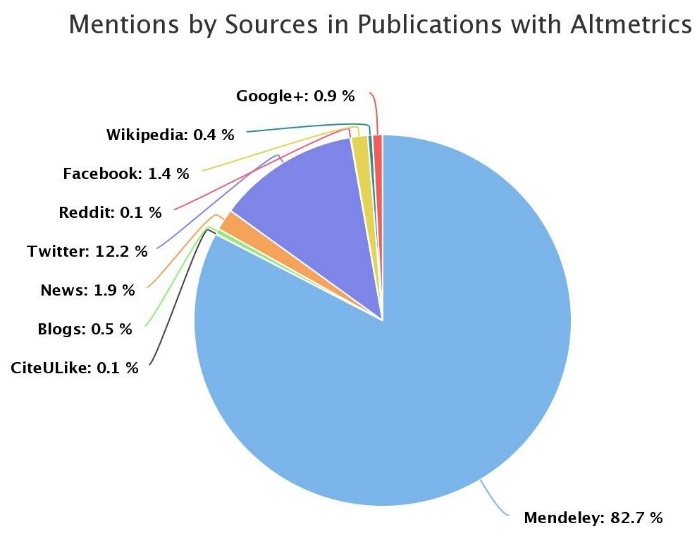 Mentions by Sources in Publications with Altmetrics
Google+: 0.9 %
Wikipedia: 0.4 %
Facebook: 1.4 %
Reddit: 0.1 %
Twitter: 12.2 %
News: 1.9 %
Blogs: 0.5 %
CiteULike: 0.1 %
Mendeley: 82.7 %